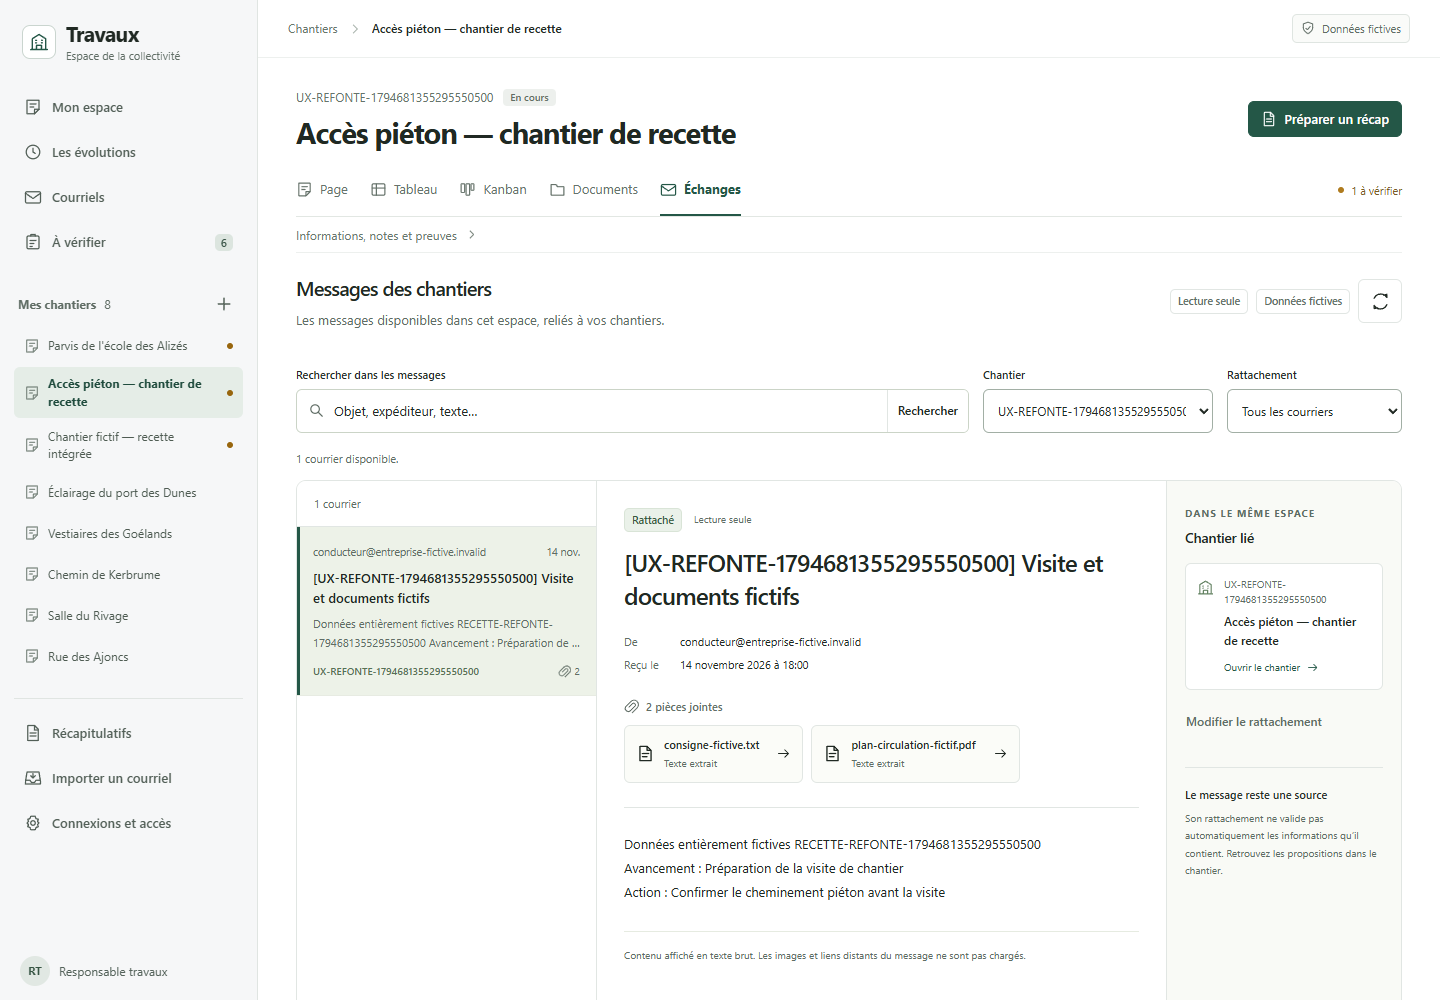 Travaux
Espace de la collectivité
Mon espace
Les évolutions
Courriels
À vérifier 6
Mes chantiers 8
Parvis de l'école des Alizés
Accès piéton — chantier de
recette
Chantier fictif — recette
intégrée
Éclairage du port des Dunes
Vestiaires des Goélands
Chemin de Kerbrume
Salle du Rivage
Rue des Ajoncs
Récapitulatifs
Importer un courriel
Connexions et accès
RT Responsable travaux
Chantiers Accès piéton — chantier de recette
Données fictives
UX-REFONTE-1794681355295550500 En cours
Accès piéton — chantier de recette
Préparer un récap
Page Tableau Kanban Documents Échanges
1 à vérifier
Informations, notes et preuves
Messages des chantiers
Les messages disponibles dans cet espace, reliés à vos chantiers.
Lecture seule Données fictives
Rechercher dans les messages
Objet, expéditeur, texte...
Rechercher
Chantier
UX-REFONTE-17946813552955505(
Rattachement
Tous les courriers
1 courrier disponible.
1 courrier
conducteur@entreprise-fictive.invalid 14 nov.
[UX-REFONTE-1794681355295550500] Visite
et documents fictifs
Données entièrement fictives RECETTE-REFONTE-
1794681355295550500 Avancement : Préparation de ...
UX-REFONTE-1794681355295550500 2
Rattaché Lecture seule
[UX-REFONTE-1794681355295550500] Visite et
documents fictifs
De conducteur@entreprise-fictive.invalid
Reçu le 14 novembre 2026 à 18:00
2 pièces jointes
consigne-fictive.txt
Texte extrait
plan-circulation-fictif.pdf
Texte extrait
Données entièrement fictives RECETTE-REFONTE-1794681355295550500
Avancement : Préparation de la visite de chantier
Action : Confirmer le cheminement piéton avant la visite
Contenu affiché en texte brut. Les images et liens distants du message ne sont pas chargés.
DANS LE MÊME ESPACE
Chantier lié
UX-REFONTE-
1794681355295550500
Accès piéton — chantier
de recette
Ouvrir le chantier
Modifier le rattachement
Le message reste une source
Son rattachement ne valide pas
automatiquement les informations qu'il
contient. Retrouvez les propositions dans le
chantier.